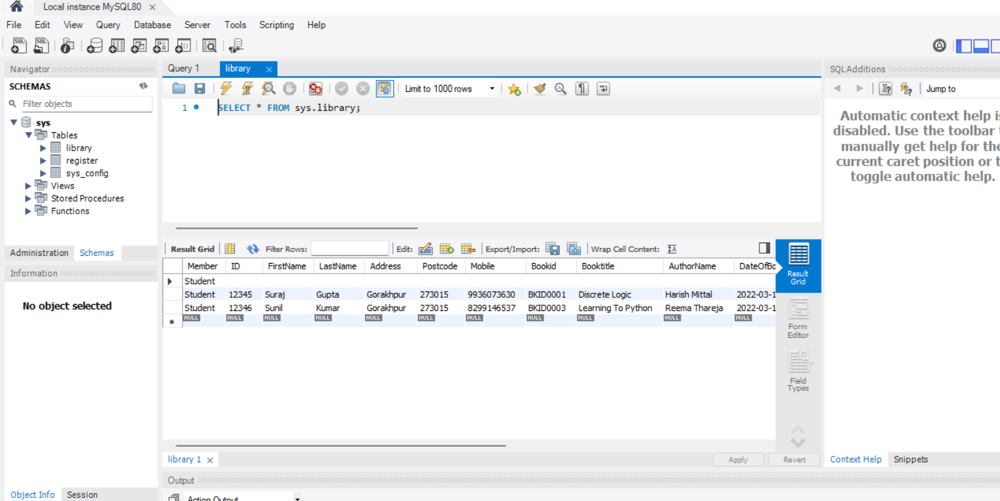 Local instance MySQL80 ×
File Edit View Query Database Server Tools Scripting Help
Navigator
SCHEMAS
Filter objects
sys
Tables
library
register
sys_config
Views
Stored Procedures
Functions
Administration Schemas
Information
No object selected
Object Info Session
Query 1 library ×
Limit to 1000 rows
1 SELECT * FROM sys.library;
Result Grid Filter Rows: Edit: Export/Import: Wrap Cell Content:
Member ID FirstName LastName Address Postcode Mobile Bookid Booktitle AuthorName DateOfBo
Student
Student 12345 Suraj Gupta Gorakhpur 273015 9936073630 BKID0001 Discrete Logic Harish Mittal 2022-03-1
Student 12346 Sunil Kumar Gorakhpur 273015 8299146537 BKID0003 Learning To Python Reema Thareja 2022-03-1
NULL NULL NULL NULL NULL NULL NULL NULL NULL NULL NULL
Result
Grid
Form
Editor
Field
Types
library 1 ×
Apply Revert
Output
Action Output
SQLAdditions
Jump to
Automatic context help is
disabled. Use the toolbar t
manually get help for the
current caret position or t
toggle automatic help.
Context Help Snippets